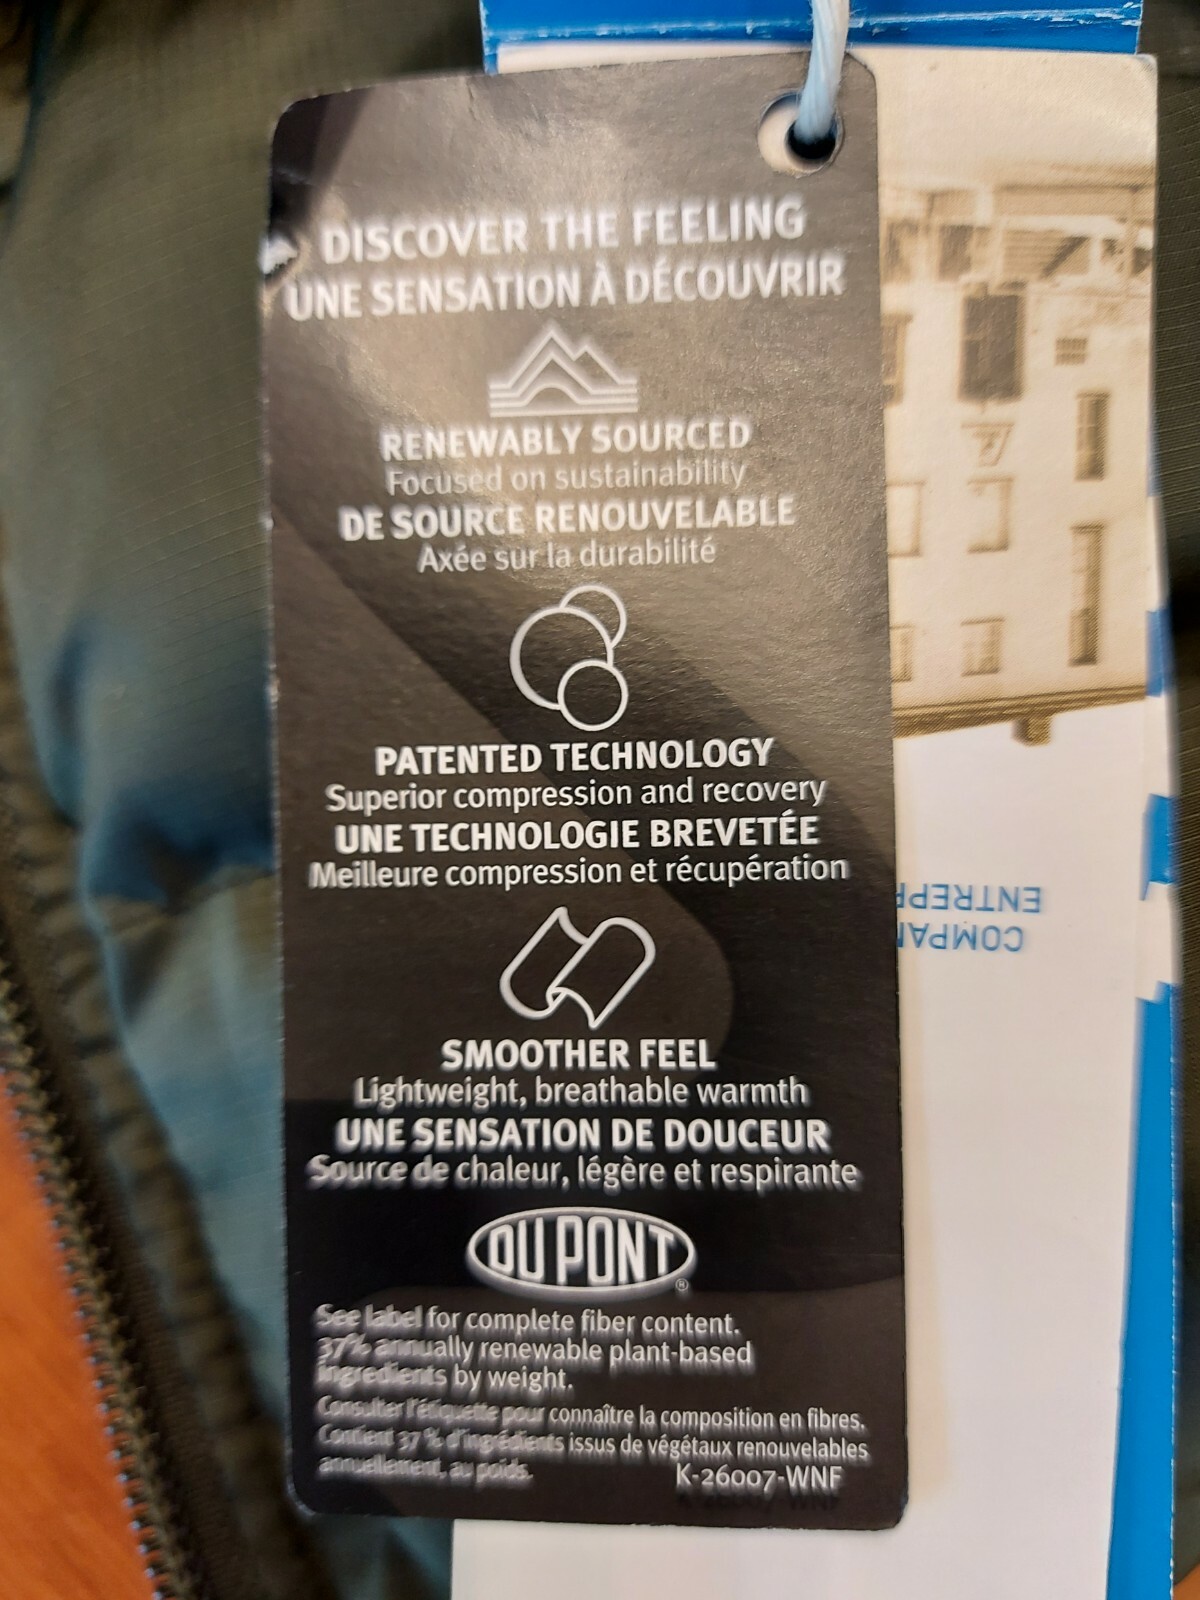 DISCOVER THE FEELING
UNE SENSATION À DÉCOUVRIR
RENEWABLY SOURCED
Focused on sustainability
DE SOURCE RENOUVELABLE
Axée sur la durabilité
PATENTED TECHNOLOGY
Superior compression and recovery
UNE TECHNOLOGIE BREVETÉE
Meilleure compression et récupération
SMOOTHER FEEL
Lightweight, breathable warmth
UNE SENSATION DE DOUCEUR
Source de chaleur, légère et respirante
DU PONT®
See label for complete fiber content.
37% annually renewable plant-based
ingredients by weight.
Consulter l'étiquette pour connaître la composition en fibres.
Contient 37 % d'ingrédients issus de végétaux renouvelables
annuellement, au poids.
K-26007-WNF